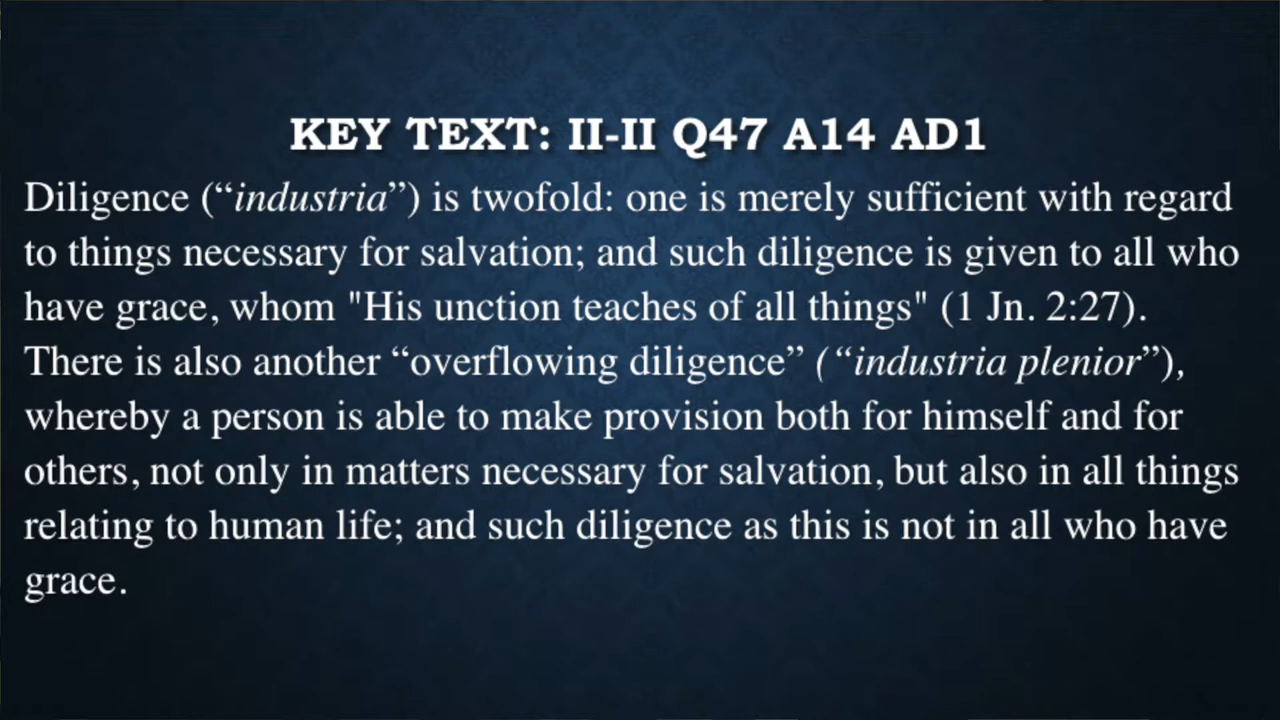 KEY TEXT: II-II Q47 A14 AD1
Diligence (“industria”) is twofold: one is merely sufficient with regard
to things necessary for salvation; and such diligence is given to all who
have grace, whom "His unction teaches of all things" (1 Jn. 2:27).
There is also another “overflowing diligence” (“industria plenior”),
whereby a person is able to make provision both for himself and for
others, not only in matters necessary for salvation, but also in all things
relating to human life; and such diligence as this is not in all who have
grace.